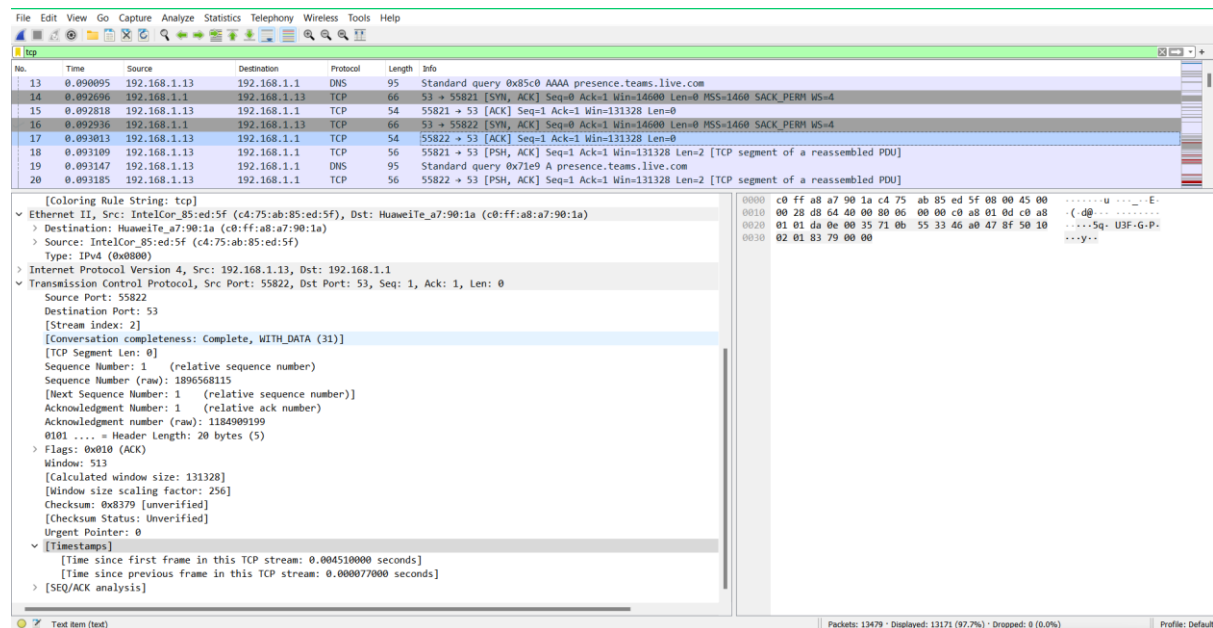 File Edit View Go Capture Analyze Statistics Telephony Wireless Tools Help
tcp
No. Time Source Destination Protocol Length Info
13 0.090095 192.168.1.13 192.168.1.1 DNS 95 Standard query 0x85c0 AAAA presence.teams.live.com
14 0.092696 192.168.1.1 192.168.1.13 TCP 66 53 → 55821 [SYN, ACK] Seq=0 Ack=1 Win=14600 Len=0 MSS=1460 SACK_PERM WS=4
15 0.092818 192.168.1.13 192.168.1.1 TCP 54 55821 → 53 [ACK] Seq=1 Ack=1 Win=131328 Len=0
16 0.092936 192.168.1.1 192.168.1.13 TCP 66 53 → 55822 [SYN, ACK] Seq=0 Ack=1 Win=14600 Len=0 MSS=1460 SACK_PERM WS=4
17 0.093013 192.168.1.13 192.168.1.1 TCP 54 55822 → 53 [ACK] Seq=1 Ack=1 Win=131328 Len=0
18 0.093109 192.168.1.13 192.168.1.1 TCP 56 55821 → 53 [PSH, ACK] Seq=1 Ack=1 Win=131328 Len=2 [TCP segment of a reassembled PDU]
19 0.093147 192.168.1.13 192.168.1.1 DNS 95 Standard query 0x71e9 A presence.teams.live.com
20 0.093185 192.168.1.13 192.168.1.1 TCP 56 55822 → 53 [PSH, ACK] Seq=1 Ack=1 Win=131328 Len=2 [TCP segment of a reassembled PDU]
[Coloring Rule String: tcp]
Ethernet II, Src: IntelCor_85:ed:5f (c4:75:ab:85:ed:5f), Dst: HuaweiTe_a7:90:1a (c0:ff:a8:a7:90:1a)
Destination: HuaweiTe_a7:90:1a (c0:ff:a8:a7:90:1a)
Source: IntelCor_85:ed:5f (c4:75:ab:85:ed:5f)
Type: IPv4 (0x0800)
Internet Protocol Version 4, Src: 192.168.1.13, Dst: 192.168.1.1
Transmission Control Protocol, Src Port: 55822, Dst Port: 53, Seq: 1, Ack: 1, Len: 0
Source Port: 55822
Destination Port: 53
[Stream index: 2]
[Conversation completeness: Complete, WITH_DATA (31)]
[TCP Segment Len: 0]
Sequence Number: 1 (relative sequence number)
Sequence Number (raw): 1896568115
[Next Sequence Number: 1 (relative sequence number)]
Acknowledgment Number: 1 (relative ack number)
Acknowledgment number (raw): 1184909199
0101 .... = Header Length: 20 bytes (5)
Flags: 0x010 (ACK)
Window: 513
[Calculated window size: 131328]
[Window size scaling factor: 256]
Checksum: 0x8379 [unverified]
[Checksum Status: Unverified]
Urgent Pointer: 0
[Timestamps]
[Time since first frame in this TCP stream: 0.004510000 seconds]
[Time since previous frame in this TCP stream: 0.000077000 seconds]
[SEQ/ACK analysis]
0000 c0 ff a8 a7 90 1a c4 75 ab 85 ed 5f 08 00 45 00 ·······u ···_··E·
0010 00 28 d8 64 40 00 80 06 00 00 c0 a8 01 0d c0 a8 ·(·d@··· ········
0020 01 01 da 0e 00 35 71 0b 55 33 46 a0 47 8f 50 10 ·····5q· U3F·G·P·
0030 02 01 83 79 00 00 ···y··
Text item (text) Packets: 13479 · Displayed: 13171 (97.7%) · Dropped: 0 (0.0%) Profile: Default